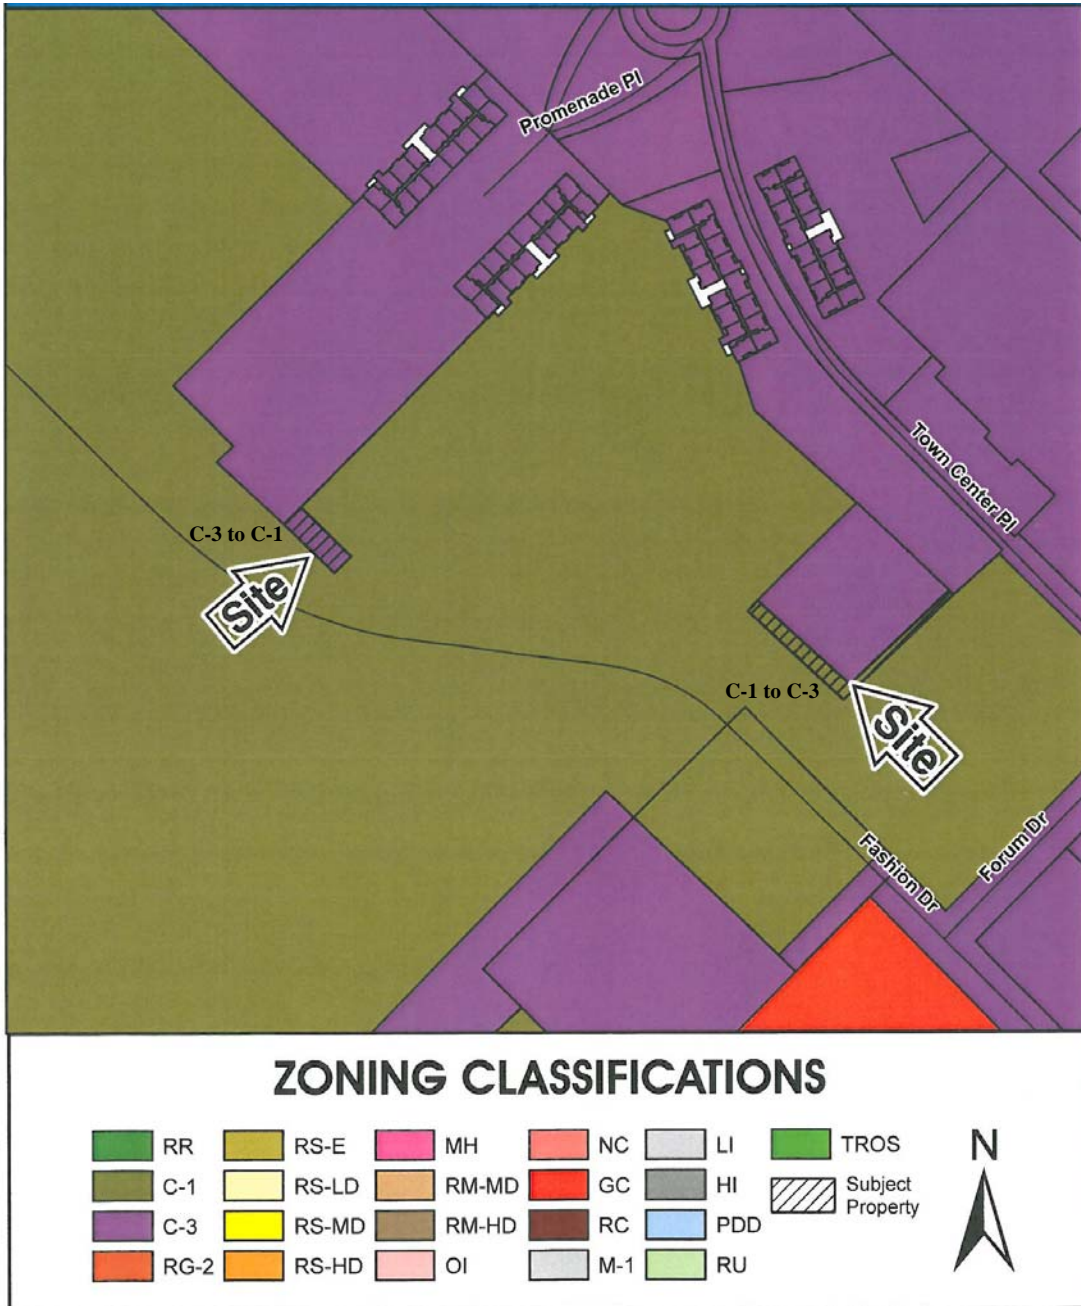 Promenade Pl
Town Center Pl
C-3 to C-1
Site
C-1 to C-3
Site
Forum Dr
Fashion Dr
ZONING CLASSIFICATIONS
RR
RS-E
MH
NC
LI
TROS
N
C-1
RS-LD
RM-MD
GC
HI
Subject
Property
C-3
RS-MD
RM-HD
RC
PDD
RG-2
RS-HD
OI
M-1
RU